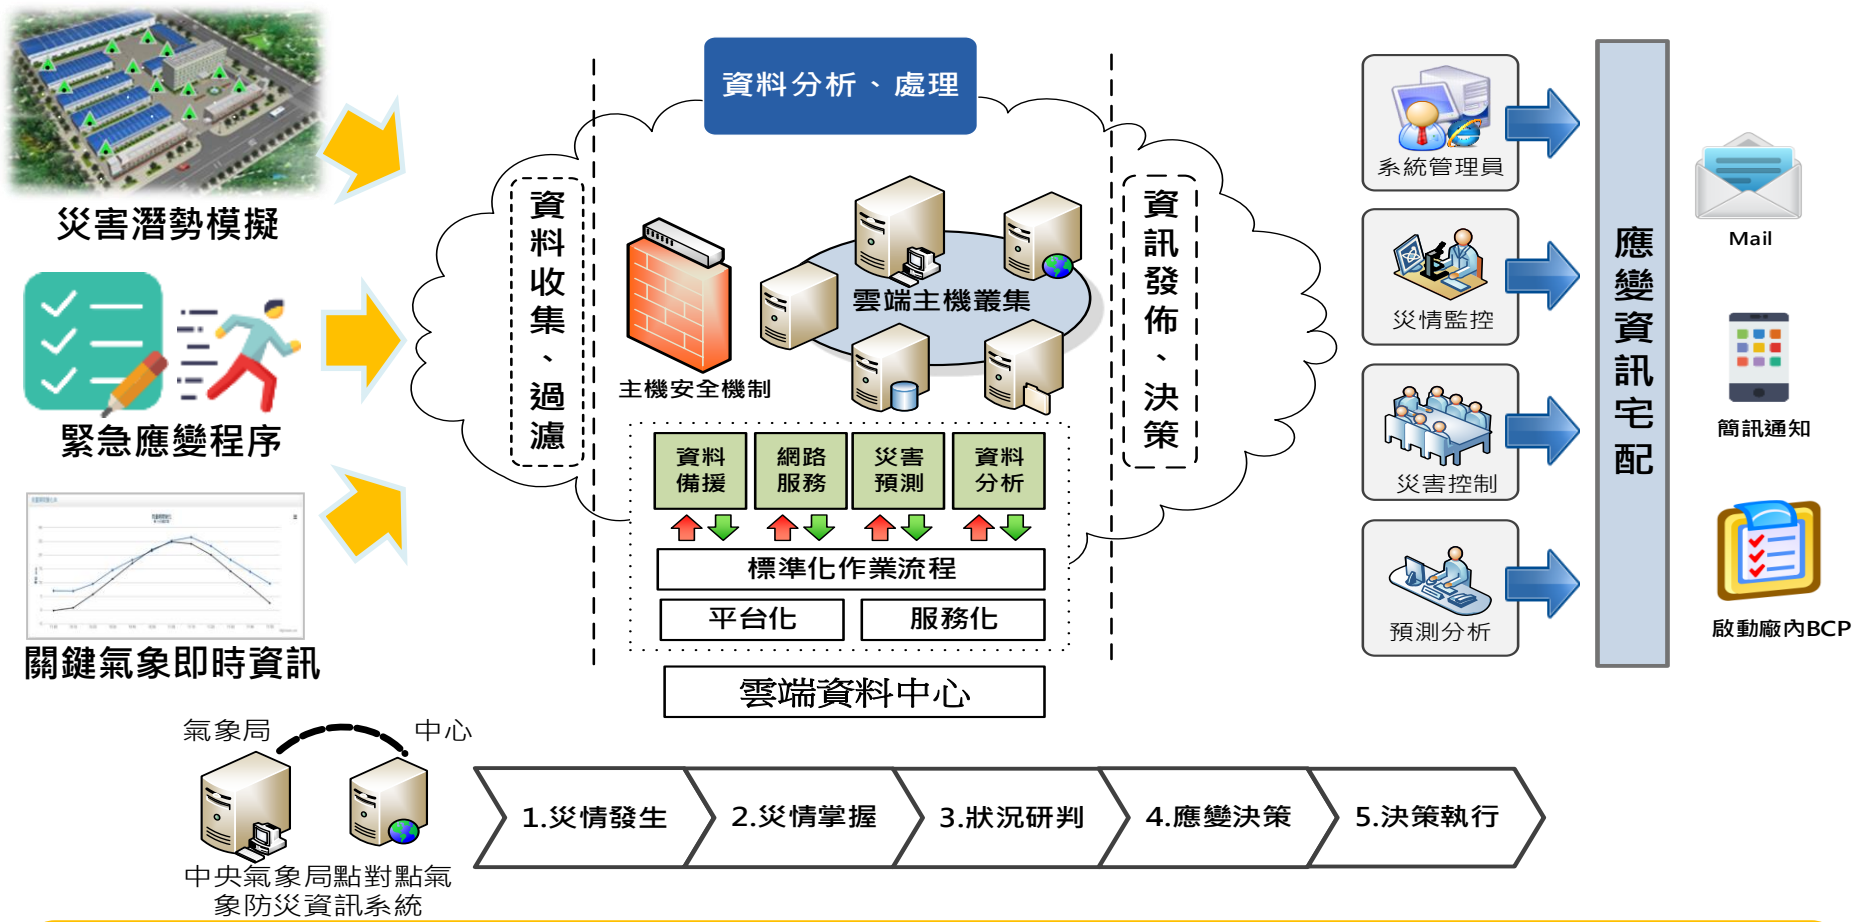 資料分析、處理
災害潛勢模擬
緊急應變程序
關鍵氣象即時資訊
資料收集、過濾
主機安全機制
雲端主機叢集
資訊發佈、決策
資料
備援
網路
服務
災害
預測
資料
分析
標準化作業流程
平台化
服務化
雲端資料中心
系統管理員
災情監控
災害控制
預測分析
應變資訊宅配
Mail
簡訊通知
啟動廠內BCP
氣象局
中心
中央氣象局點對點氣
象防災資訊系統
1.災情發生
2.災情掌握
3.狀況研判
4.應變決策
5.決策執行